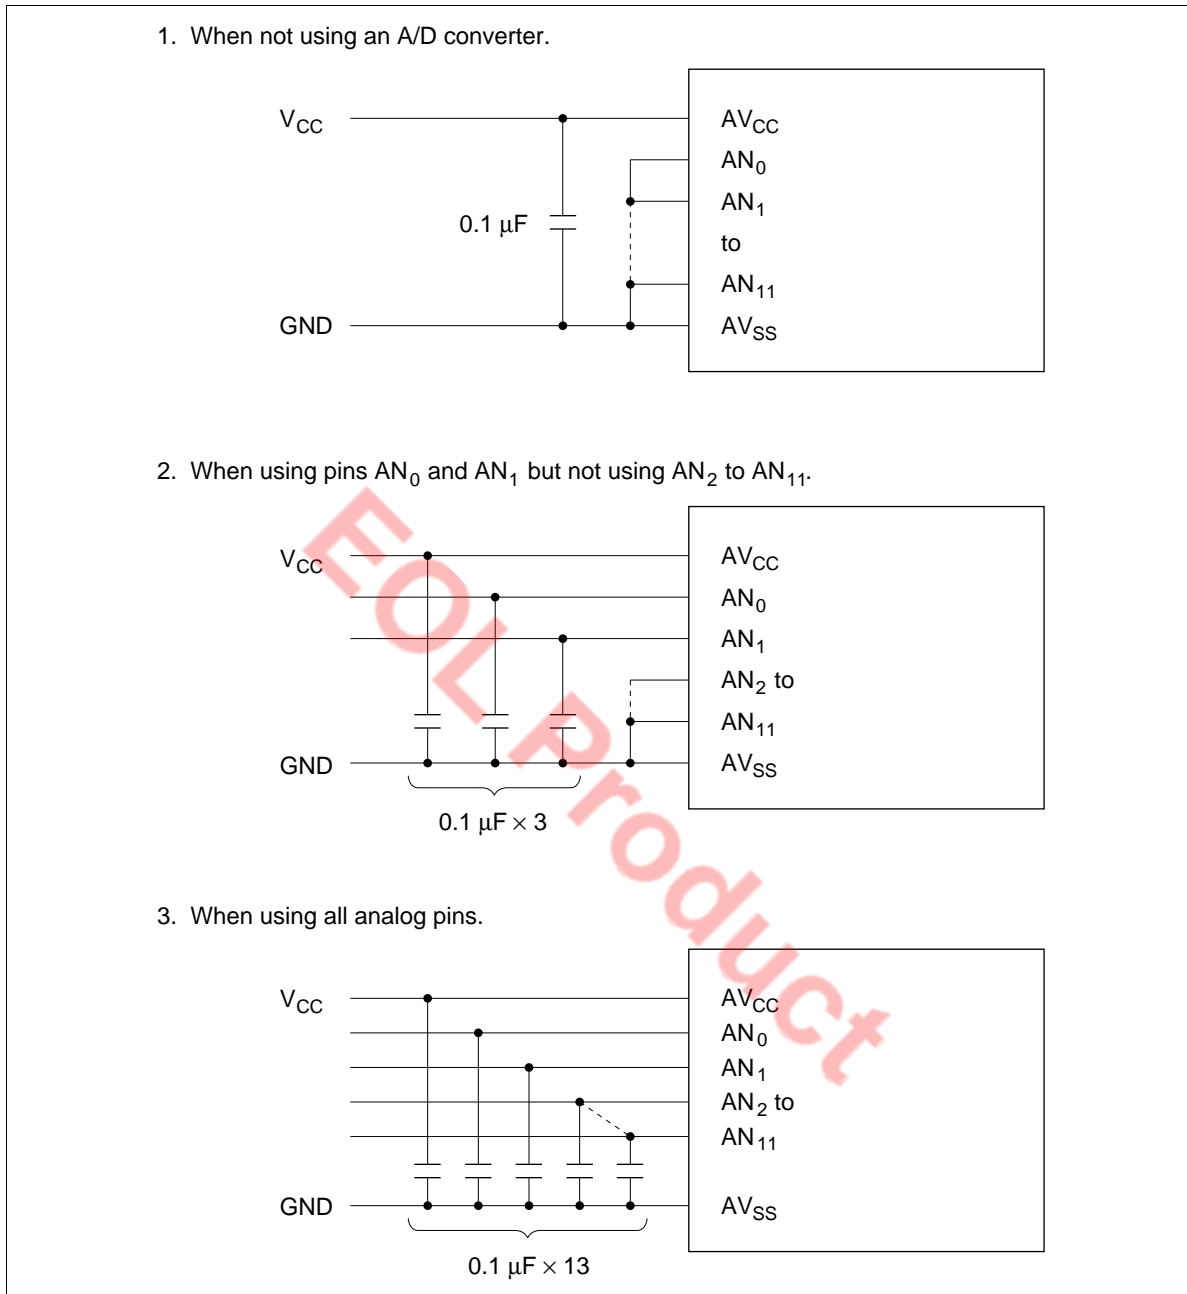 1. When not using an A/D converter.
VCC
AVCC
AN0
AN1
0.1 µF
to
AN11
GND
AVSS
2. When using pins AN0 and AN1 but not using AN2 to AN11.
VCC
AVCC
AN0
AN1
AN2 to
AN11
GND
AVSS
0.1 µF × 3
3. When using all analog pins.
VCC
AVCC
AN0
AN1
AN2 to
AN11
GND
AVSS
0.1 µF × 13
EOL Product